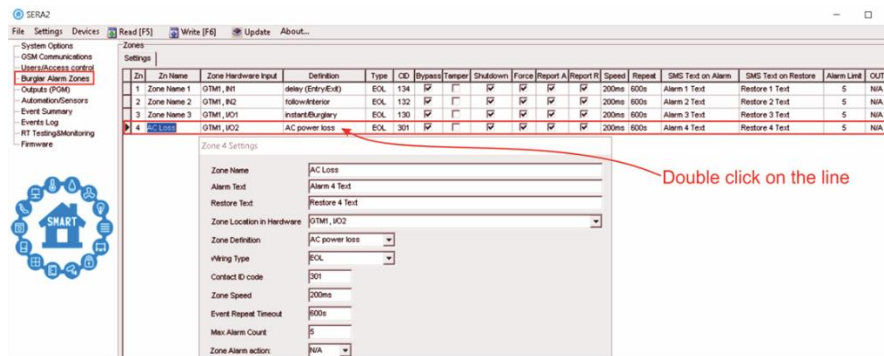 SERA2
File Settings Devices Read [F5] Write [F6] Update About...
System Options
GSM Communications
Users/Access control
Burglar Alarm Zones
Outputs (PGM)
Automation/Sensors
Event Summary
Events Log
RT Testing&Monitoring
Firmware
SMART
Zones
Settings
Zn Zn Name Zone Hardware Input Definition Type CID Bypass Tamper Shutdown Force Report A Report R Speed Repeat SMS Text on Alarm SMS Text on Restore Alarm Limit OUT
1 Zone Name 1 GTM1, IN1 delay (Entry/Exit) EOL 134 200ms 600s Alarm 1 Text Restore 1 Text 5 N/A
2 Zone Name 2 GTM1, IN2 follow/interior EOL 132 200ms 600s Alarm 2 Text Restore 2 Text 5 N/A
3 Zone Name 3 GTM1, I/O1 instant/Burglary EOL 130 200ms 600s Alarm 3 Text Restore 3 Text 5 N/A
4 AC Loss GTM1, I/O2 AC power loss EOL 301 200ms 600s Alarm 4 Text Restore 4 Text 5 N/A
Double click on the line
Zone 4 Settings
Zone Name AC Loss
Alarm Text Alarm 4 Text
Restore Text Restore 4 Text
Zone Location in Hardware GTM1, I/O2
Zone Definition AC power loss
Wiring Type EOL
Contact ID code 301
Zone Speed 200ms
Event Repeat Timeout 600s
Max Alarm Count 5
Zone Alarm action: N/A